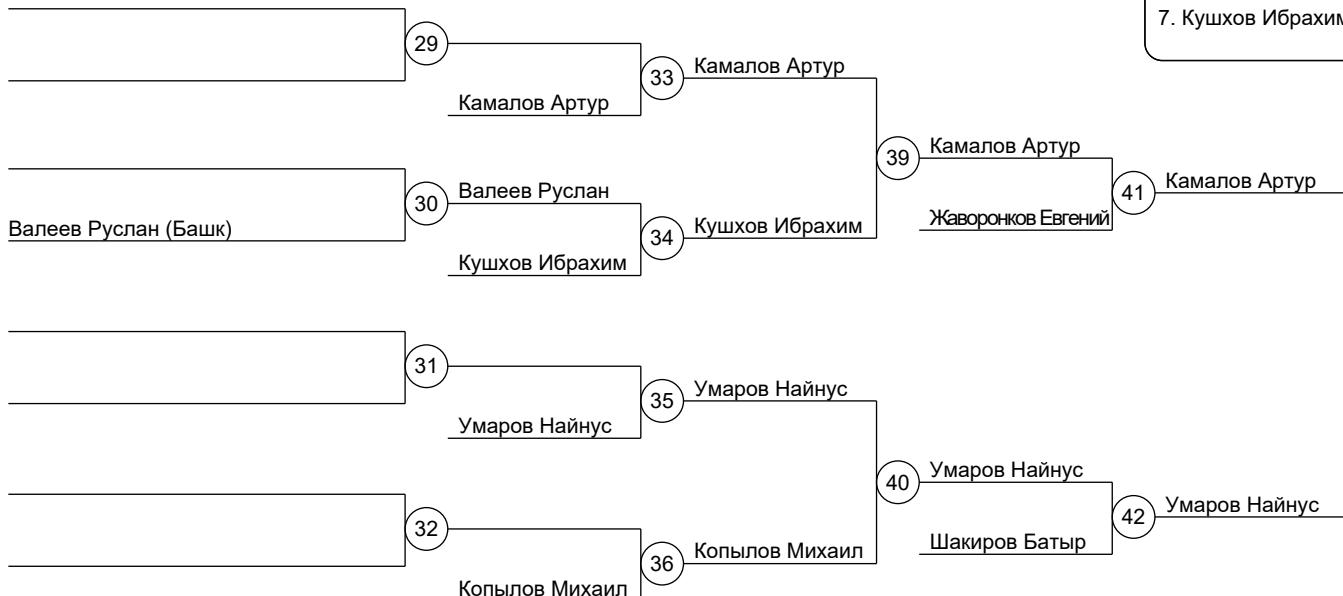 7. Кушхов Ибрахим
29
33
Камалов Артур
Камалов Артур
39
Камалов Артур
41
Камалов Артур
Жаворонков Евгений
30
Валеев Руслан
Валеев Руслан (Башк)
34
Кушхов Ибрахим
Кушхов Ибрахим
31
35
Умаров Найнус
Умаров Найнус
40
Умаров Найнус
42
Умаров Найнус
Шакиров Батыр
32
36
Копылов Михаил
Копылов Михаил